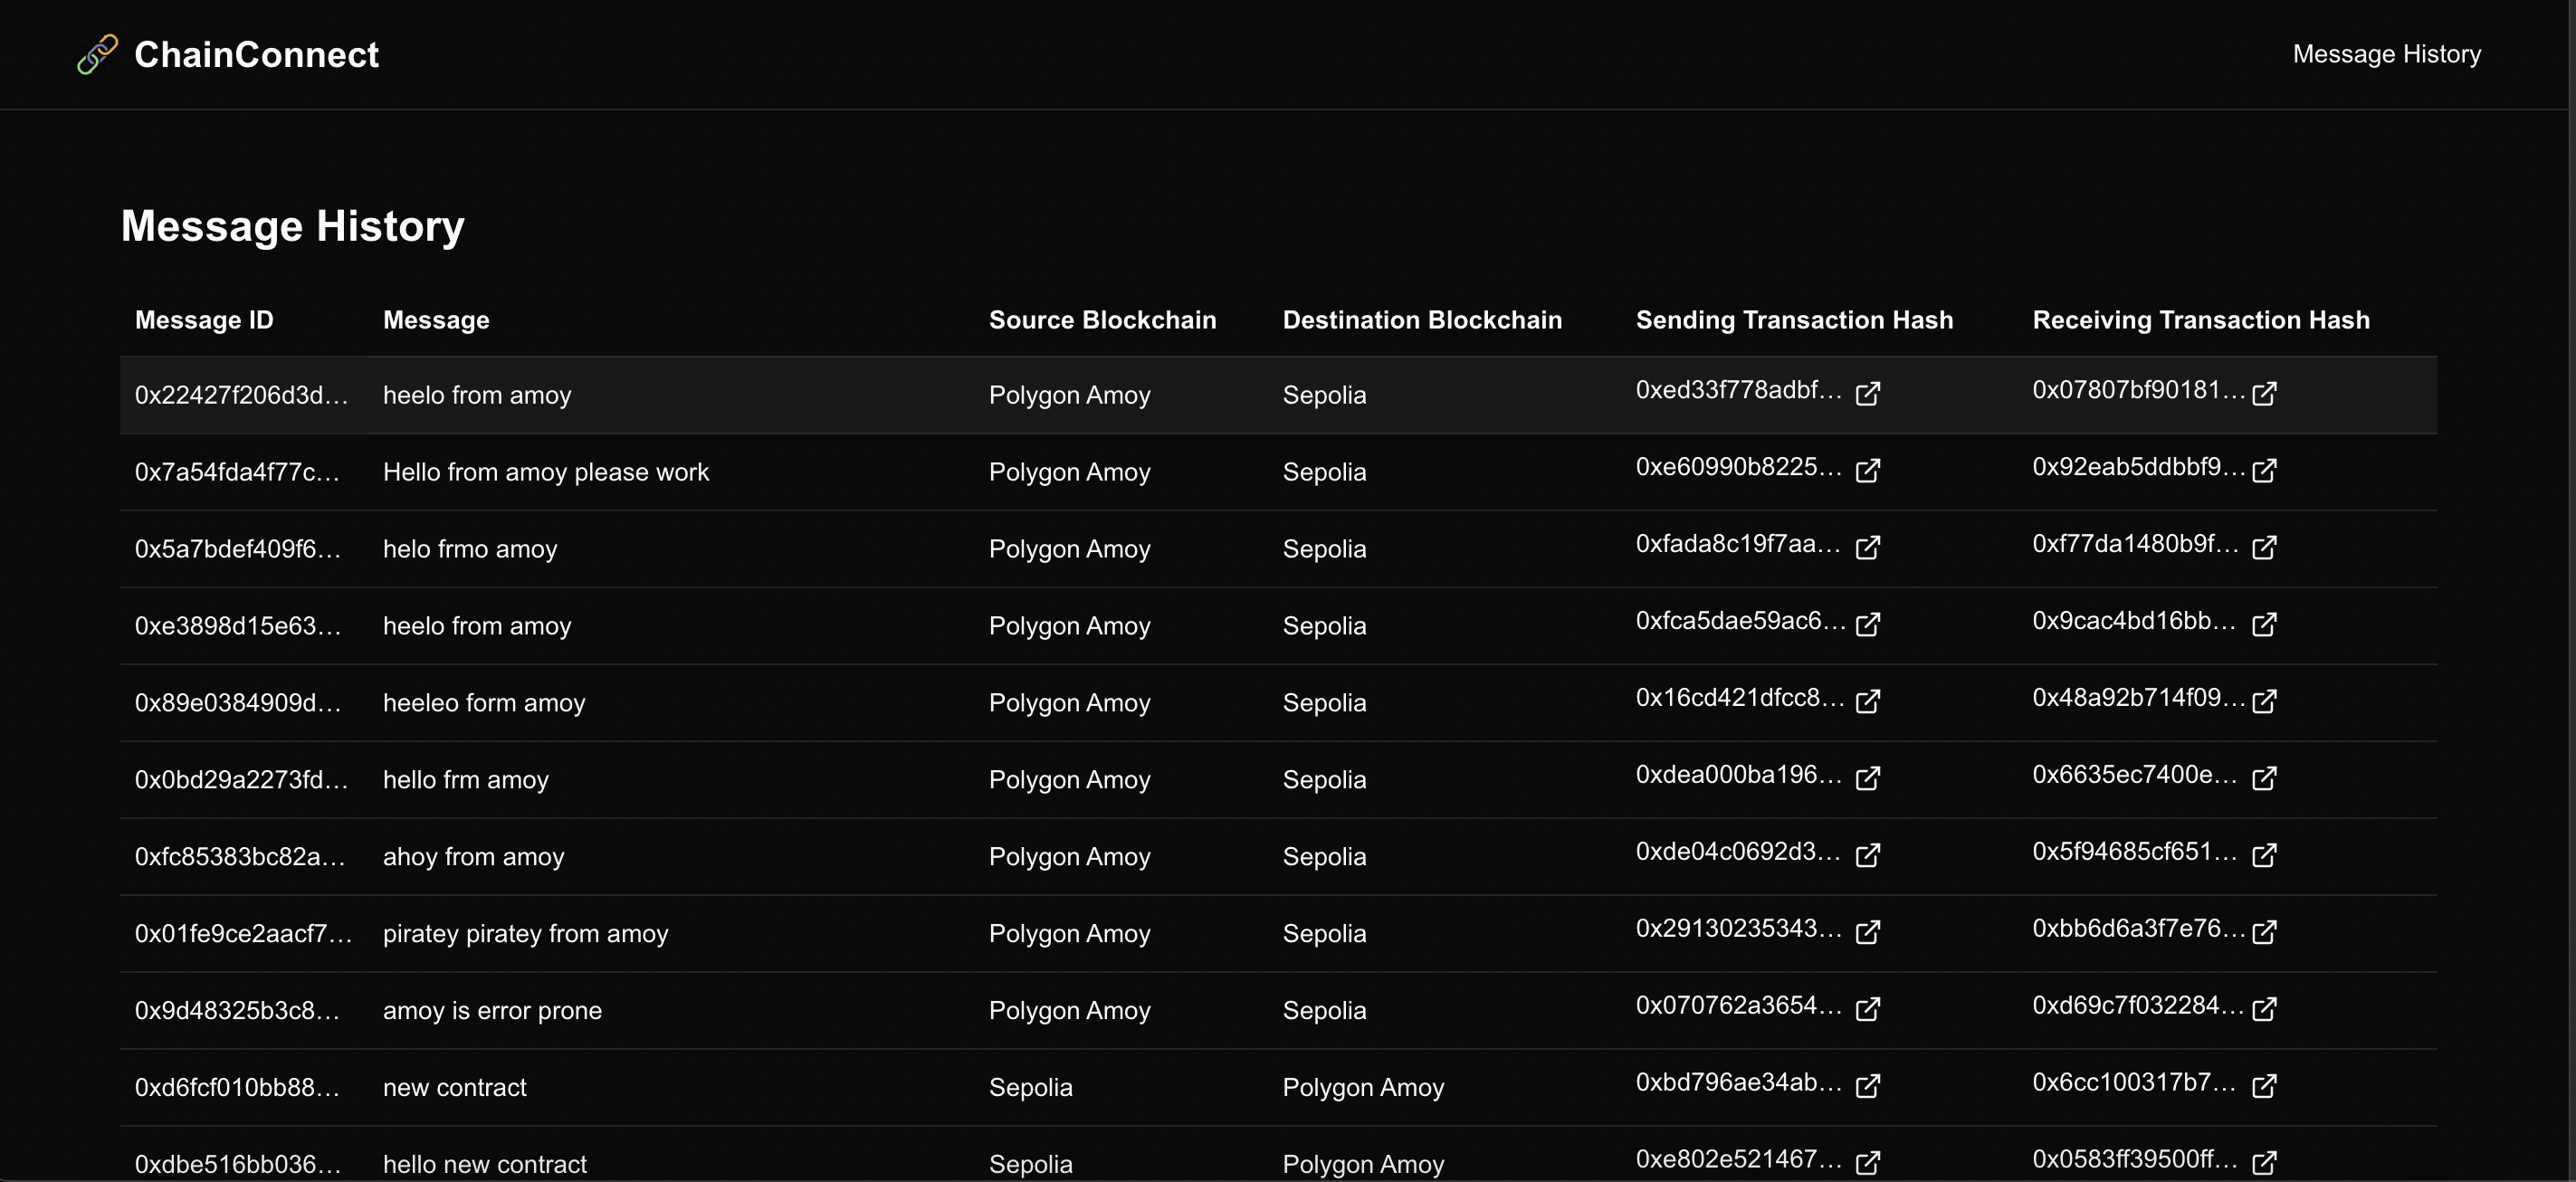 ChainConnect
Message History
Message History
Message ID Message Source Blockchain Destination Blockchain Sending Transaction Hash Receiving Transaction Hash
0x22427f206d3d... heelo from amoy Polygon Amoy Sepolia 0xed33f778adbf... 0x07807bf90181...
0x7a54fda4f77c... Hello from amoy please work Polygon Amoy Sepolia 0xe60990b8225... 0x92eab5ddbbf9...
0x5a7bdef409f6... helo frmo amoy Polygon Amoy Sepolia 0xfada8c19f7aa... 0xf77da1480b9f...
0xe3898d15e63... heelo from amoy Polygon Amoy Sepolia 0xfca5dae59ac6... 0x9cac4bd16bb...
0x89e0384909d... heeleo form amoy Polygon Amoy Sepolia 0x16cd421dfcc8... 0x48a92b714f09...
0x0bd29a2273fd... hello frm amoy Polygon Amoy Sepolia 0xdea000ba196... 0x6635ec7400e...
0xfc85383bc82a... ahoy from amoy Polygon Amoy Sepolia 0xde04c0692d3... 0x5f94685cf651...
0x01fe9ce2aacf7... piratey piratey from amoy Polygon Amoy Sepolia 0x29130235343... 0xbb6d6a3f7e76...
0x9d48325b3c8... amoy is error prone Polygon Amoy Sepolia 0x070762a3654... 0xd69c7f032284...
0xd6fcf010bb88... new contract Sepolia Polygon Amoy 0xbd796ae34ab... 0x6cc100317b7...
0xdbe516bb036... hello new contract Sepolia Polygon Amoy 0xe802e521467... 0x0583ff39500ff...